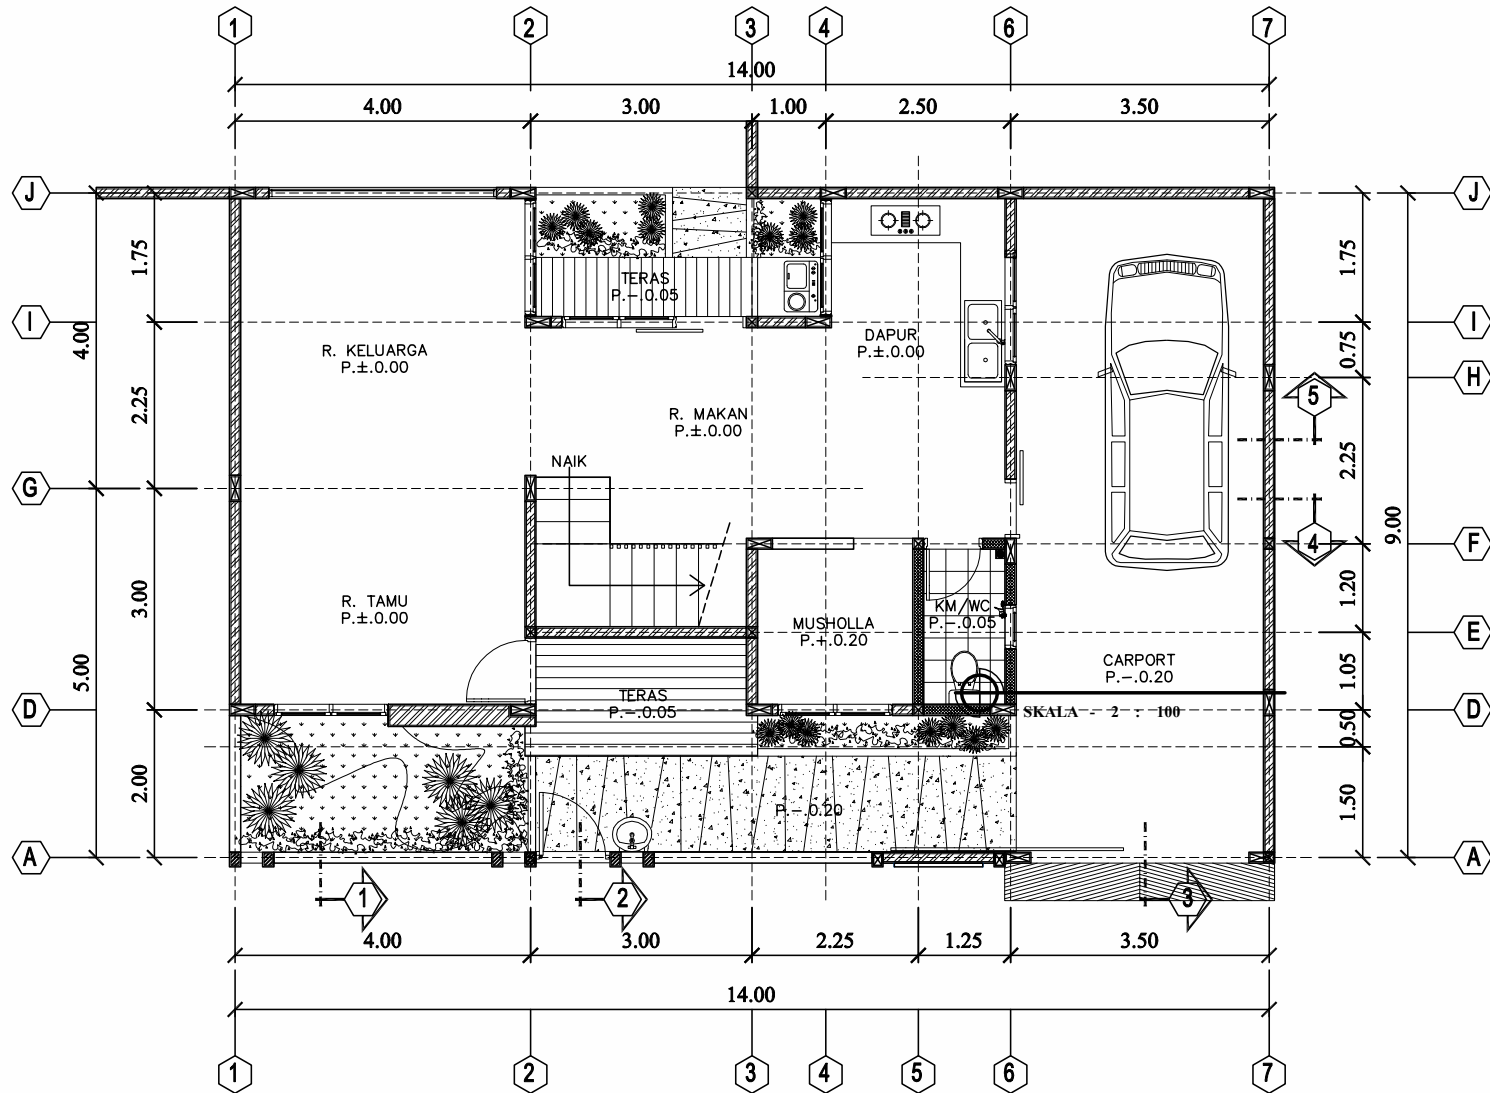 1 2 3 4 6 7
14.00
4.00 3.00 1.00 2.50 3.50
J J
1.75 1.75
TERAS
P.-.0.05
I I
4.00 0.75
DAPUR
P.±.0.00
R. KELUARGA
P.±.0.00
H
2.25 5
R. MAKAN
P.±.0.00
2.25
NAIK
G
9.00
F
4
3.00 1.20
R. TAMU
P.±.0.00
KM/WC
P.-.0.05
MUSHOLLA
P.+.0.20
E
5.00 1.05
CARPORT
P.-.0.20
TERAS
P.-.0.05
D D
SKALA - 2 : 100
0.50
2.00 1.50
P.-.0.20
A A
1 2 3
4.00 3.00 2.25 1.25 3.50
14.00
1 2 3 4 5 6 7